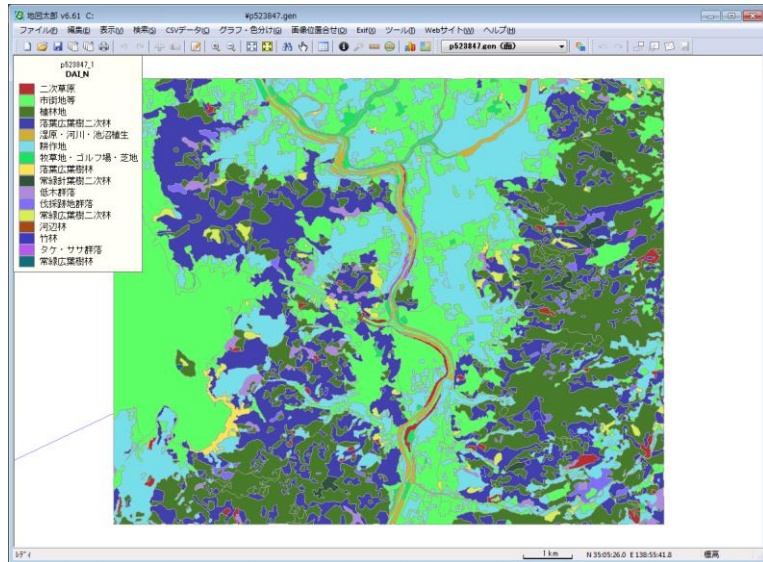 地図太郎 v6.61 C: ¥p523847.gen
ファイル(F) 編集(E) 表示(V) 検索(S) CSVデータ(C) グラフ・色分け(G) 画像位置合せ(O) Exif(X) ツール(T) Webサイト(W) ヘルプ(H)
p523847.gen (面)
p523847_1
DAI_N
二次草原
市街地等
植林地
落葉広葉樹二次林
湿原・河川・池沼植生
耕作地
牧草地・ゴルフ場・芝地
落葉広葉樹林
常緑針葉樹二次林
低木群落
伐採跡地群落
常緑広葉樹二次林
河辺林
竹林
タケ・ササ群落
常緑広葉樹林
ﾚﾃﾞｨ 1 km N 35:05:26.0 E 138:55:41.8 標高